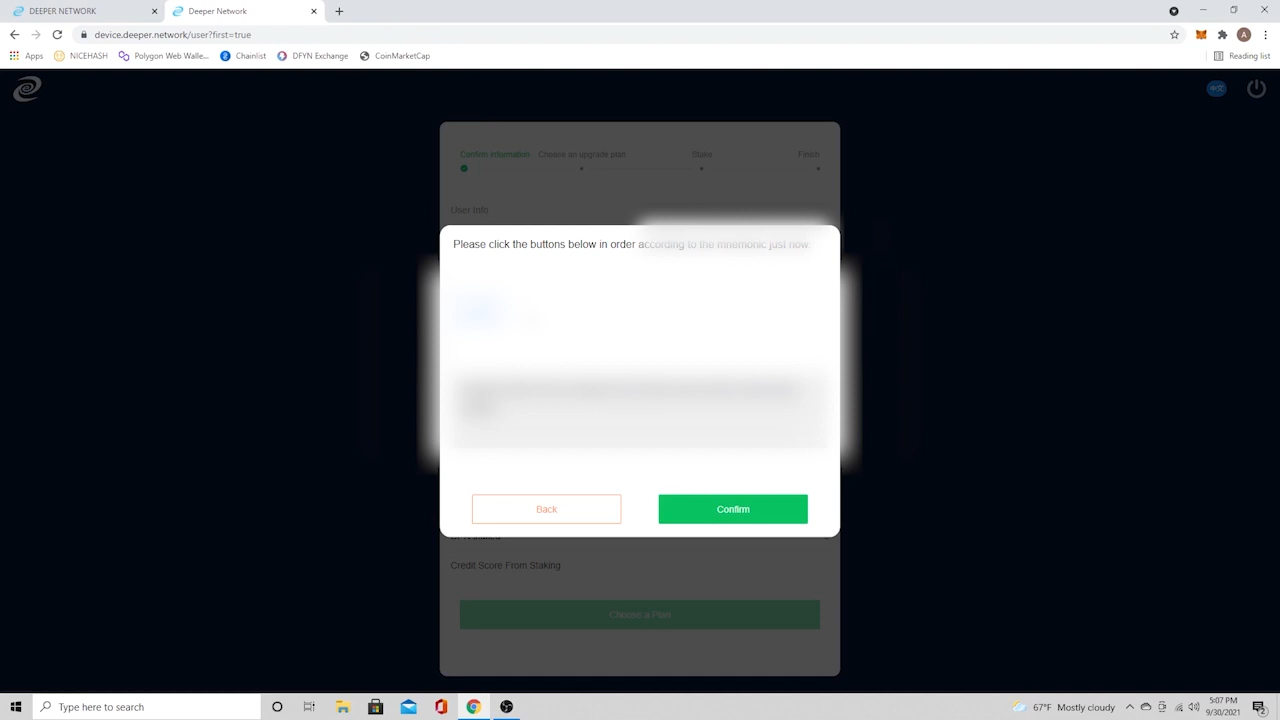 DEEPER NETWORK
Deeper Network
device.deeper.network/user?first=true
A
Apps
NICEHASH
Polygon Web Walle...
Chainlist
DFYN Exchange
CoinMarketCap
Reading list
中文
Confirm information
Choose an upgrade plan
Stake
Finish
User Info
Please click the buttons below in order according to the mnemonic just now.
Back
Confirm
Credit Score From Staking
Choose a Plan
Type here to search
67°F Mostly cloudy
5:07 PM
9/30/2021
2